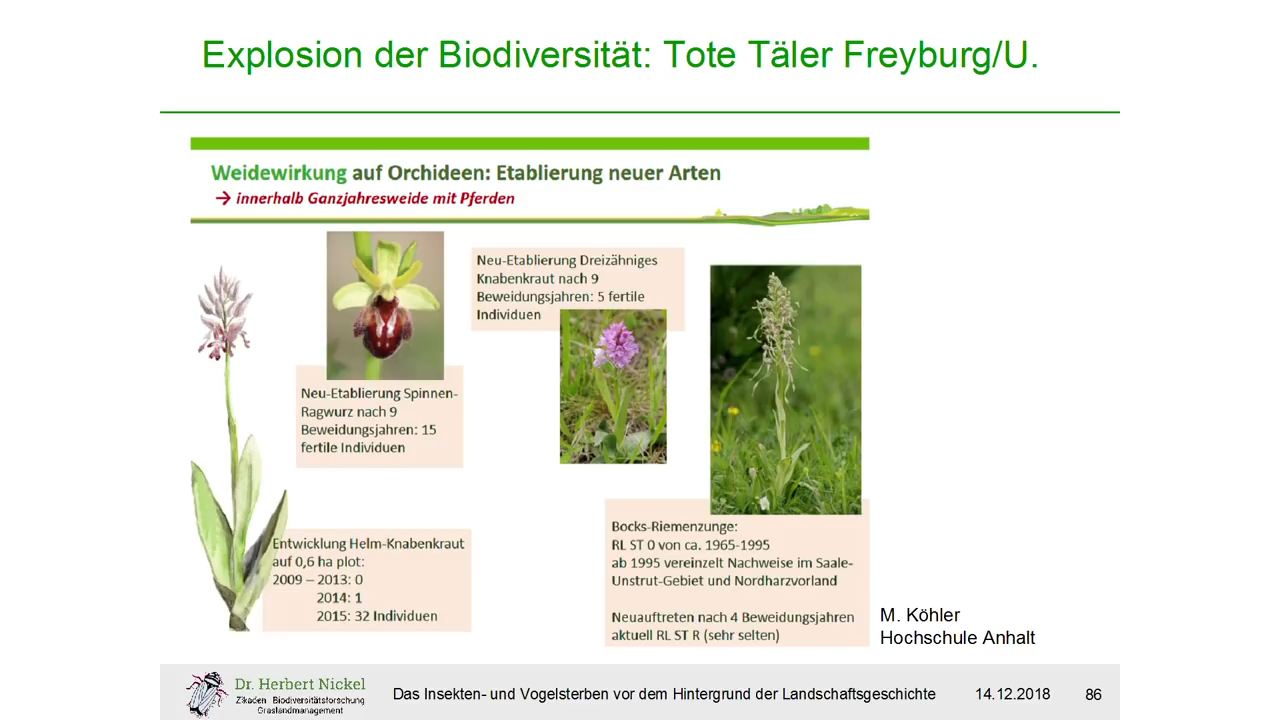 Explosion der Biodiversität: Tote Täler Freyburg/U.
Weidewirkung auf Orchideen: Etablierung neuer Arten
→ innerhalb Ganzjahresweide mit Pferden
Neu-Etablierung Spinnen-
Ragwurz nach 9
Beweidungsjahren: 15
fertile Individuen
Neu-Etablierung Dreizähniges
Knabenkraut nach 9
Beweidungsjahren: 5 fertile
Individuen
Entwicklung Helm-Knabenkraut
auf 0,6 ha plot:
2009 – 2013: 0
2014: 1
2015: 32 Individuen
Bocks-Riemenzunge:
RL ST 0 von ca. 1965-1995
ab 1995 vereinzelt Nachweise im Saale-
Unstrut-Gebiet und Nordharzvorland
Neuauftreten nach 4 Beweidungsjahren
aktuell RL ST R (sehr selten)
M. Köhler
Hochschule Anhalt
Dr. Herbert Nickel
Zikaden Biodiversitätsforschung
Graslandmanagement
Das Insekten- und Vogelsterben vor dem Hintergrund der Landschaftsgeschichte
14.12.2018
86